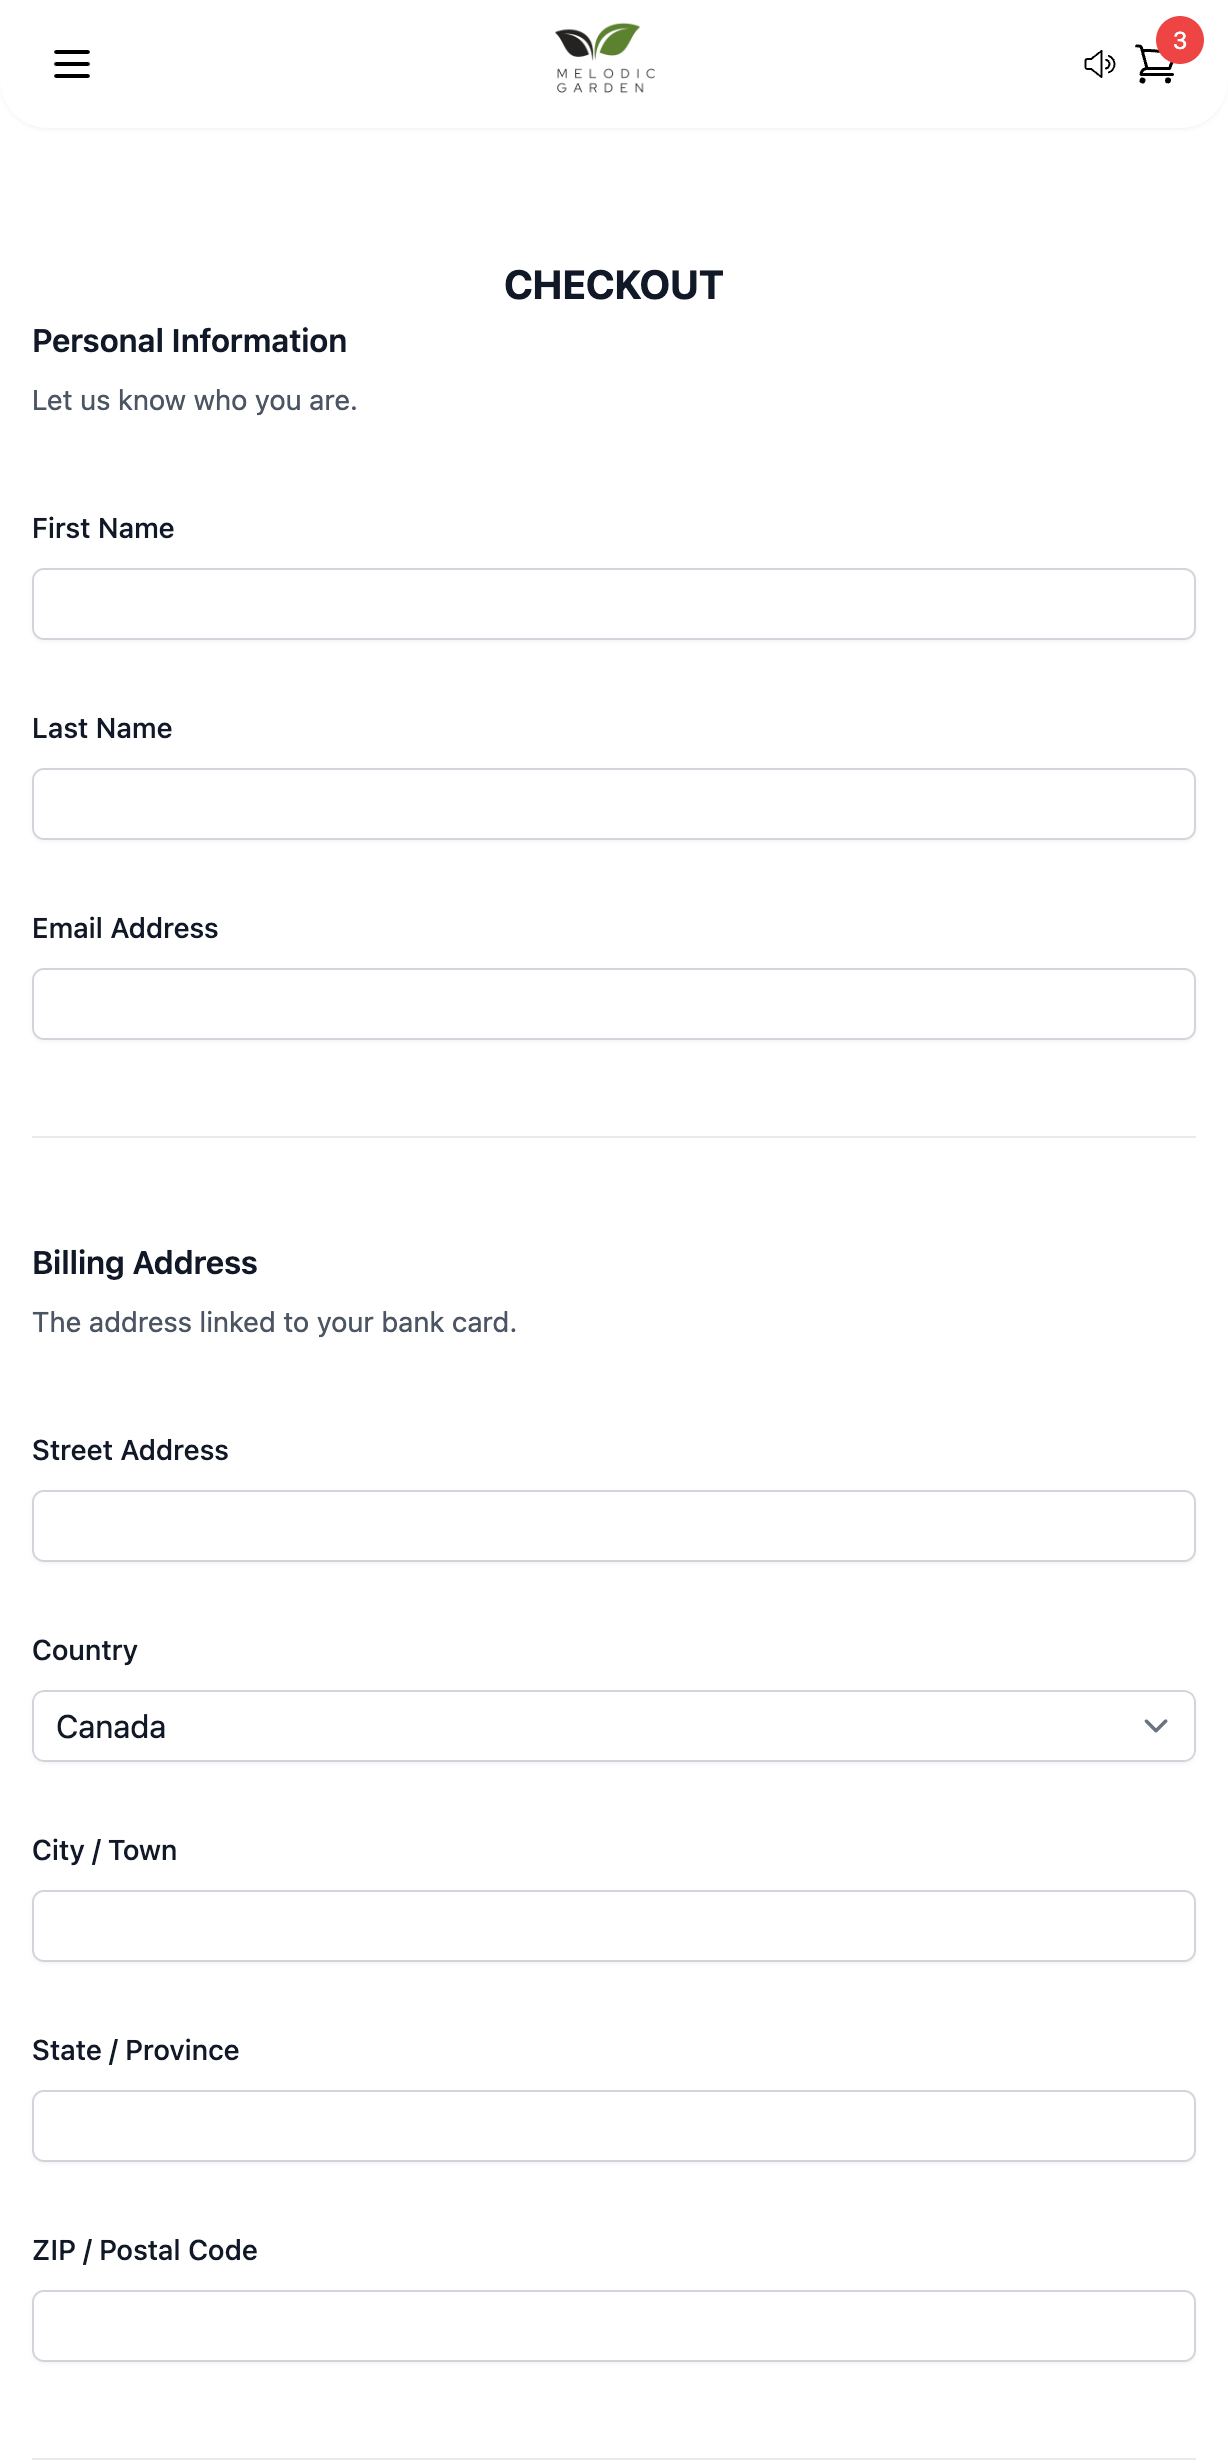 MELODIC
GARDEN
3
CHECKOUT
Personal Information
Let us know who you are.
First Name
Last Name
Email Address
Billing Address
The address linked to your bank card.
Street Address
Country
Canada
City / Town
State / Province
ZIP / Postal Code